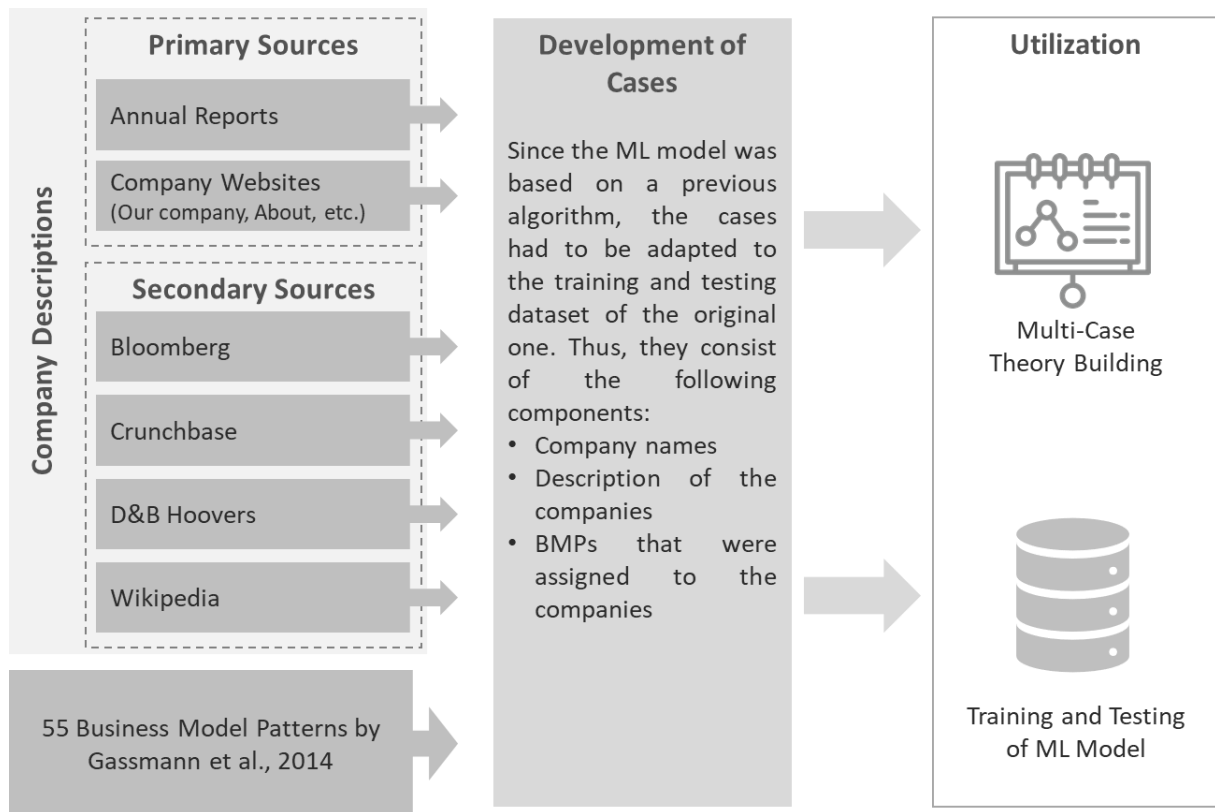 Company Descriptions
Primary Sources
Annual Reports
Company Websites
(Our company, About, etc.)
Secondary Sources
Bloomberg
Crunchbase
D&B Hoovers
Wikipedia
55 Business Model Patterns by
Gassmann et al., 2014
Development of
Cases
Since the ML model was
based on a previous
algorithm, the cases
had to be adapted to
the training and testing
dataset of the original
one. Thus, they consist
of the following
components:
• Company names
• Description of the
companies
• BMPs that were
assigned to the
companies
Utilization
Multi-Case
Theory Building
Training and Testing
of ML Model